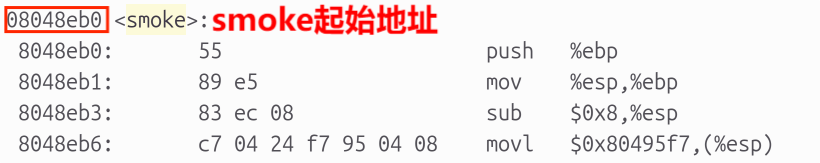 08048eb0 <smoke>:smoke起始地址
8048eb0: 55 push %ebp
8048eb1: 89 e5 mov %esp,%ebp
8048eb3: 83 ec 08 sub $0x8,%esp
8048eb6: c7 04 24 f7 95 04 08 movl $0x80495f7,(%esp)